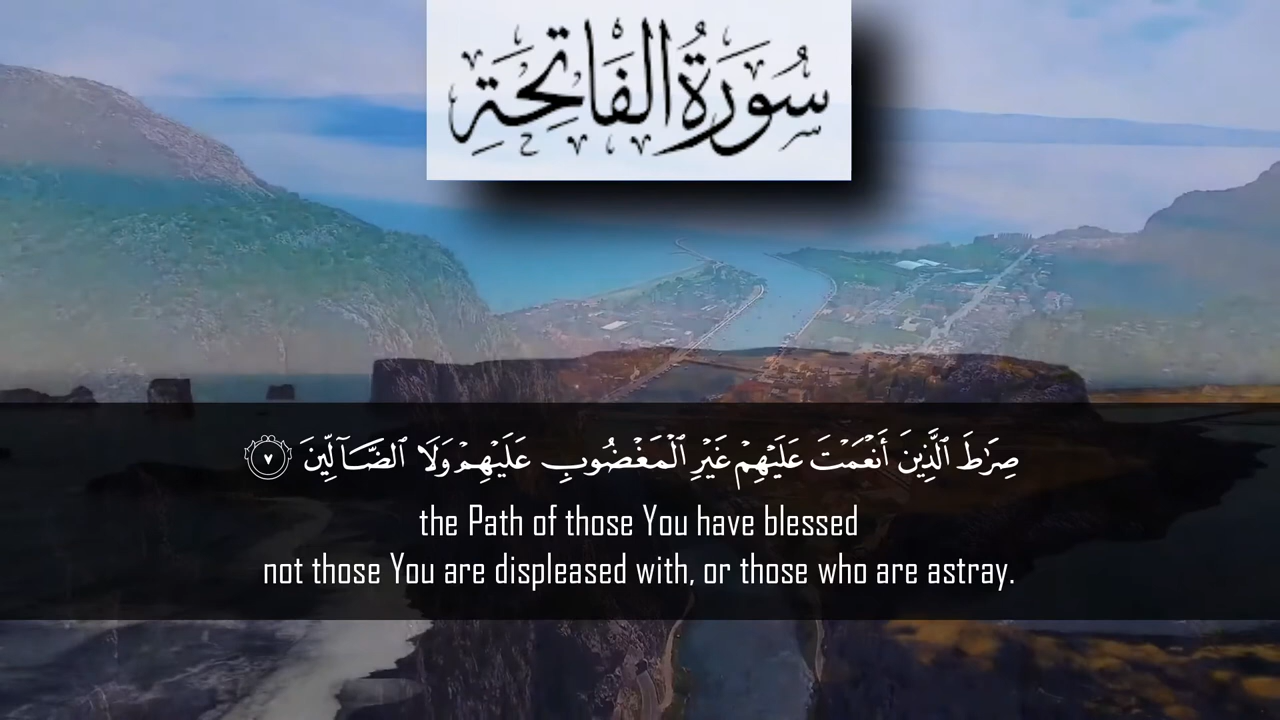 سُورَةُ الْفَاتِحَةِ
صِرَٰطَ ٱلَّذِينَ أَنْعَمْتَ عَلَيْهِمْ غَيْرِ ٱلْمَغْضُوبِ عَلَيْهِمْ وَلَا ٱلضَّآلِّينَ ٧
the Path of those You have blessed
not those You are displeased with, or those who are astray.